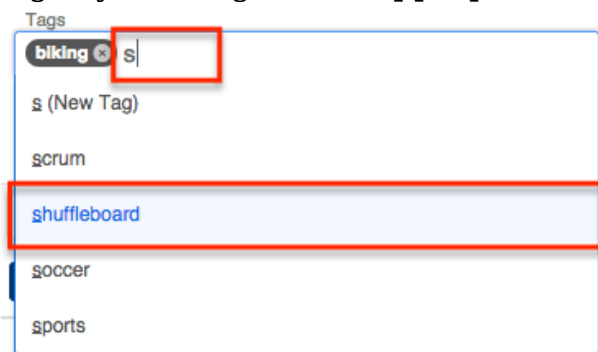 Tags
biking s
s (New Tag)
scrum
shuffleboard
soccer
sports